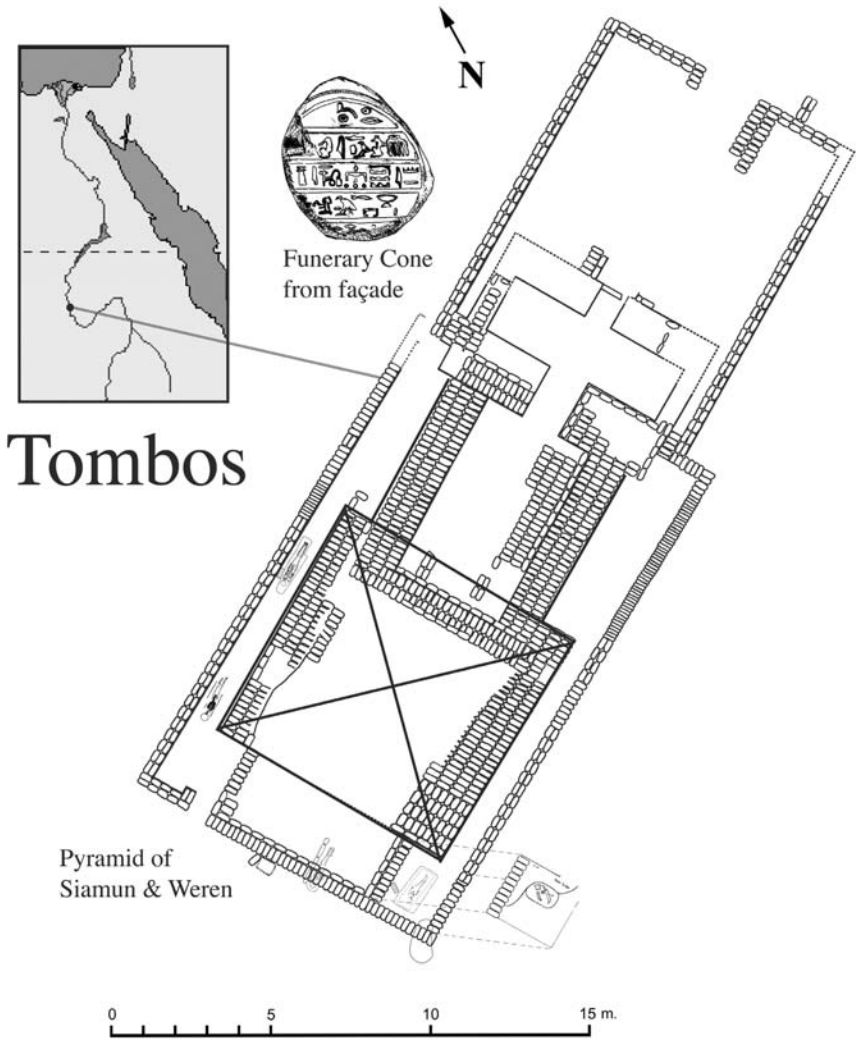 N
Funerary Cone
from façade
Tombos
Pyramid of
Siamun & Weren
0 5 10 15 m.